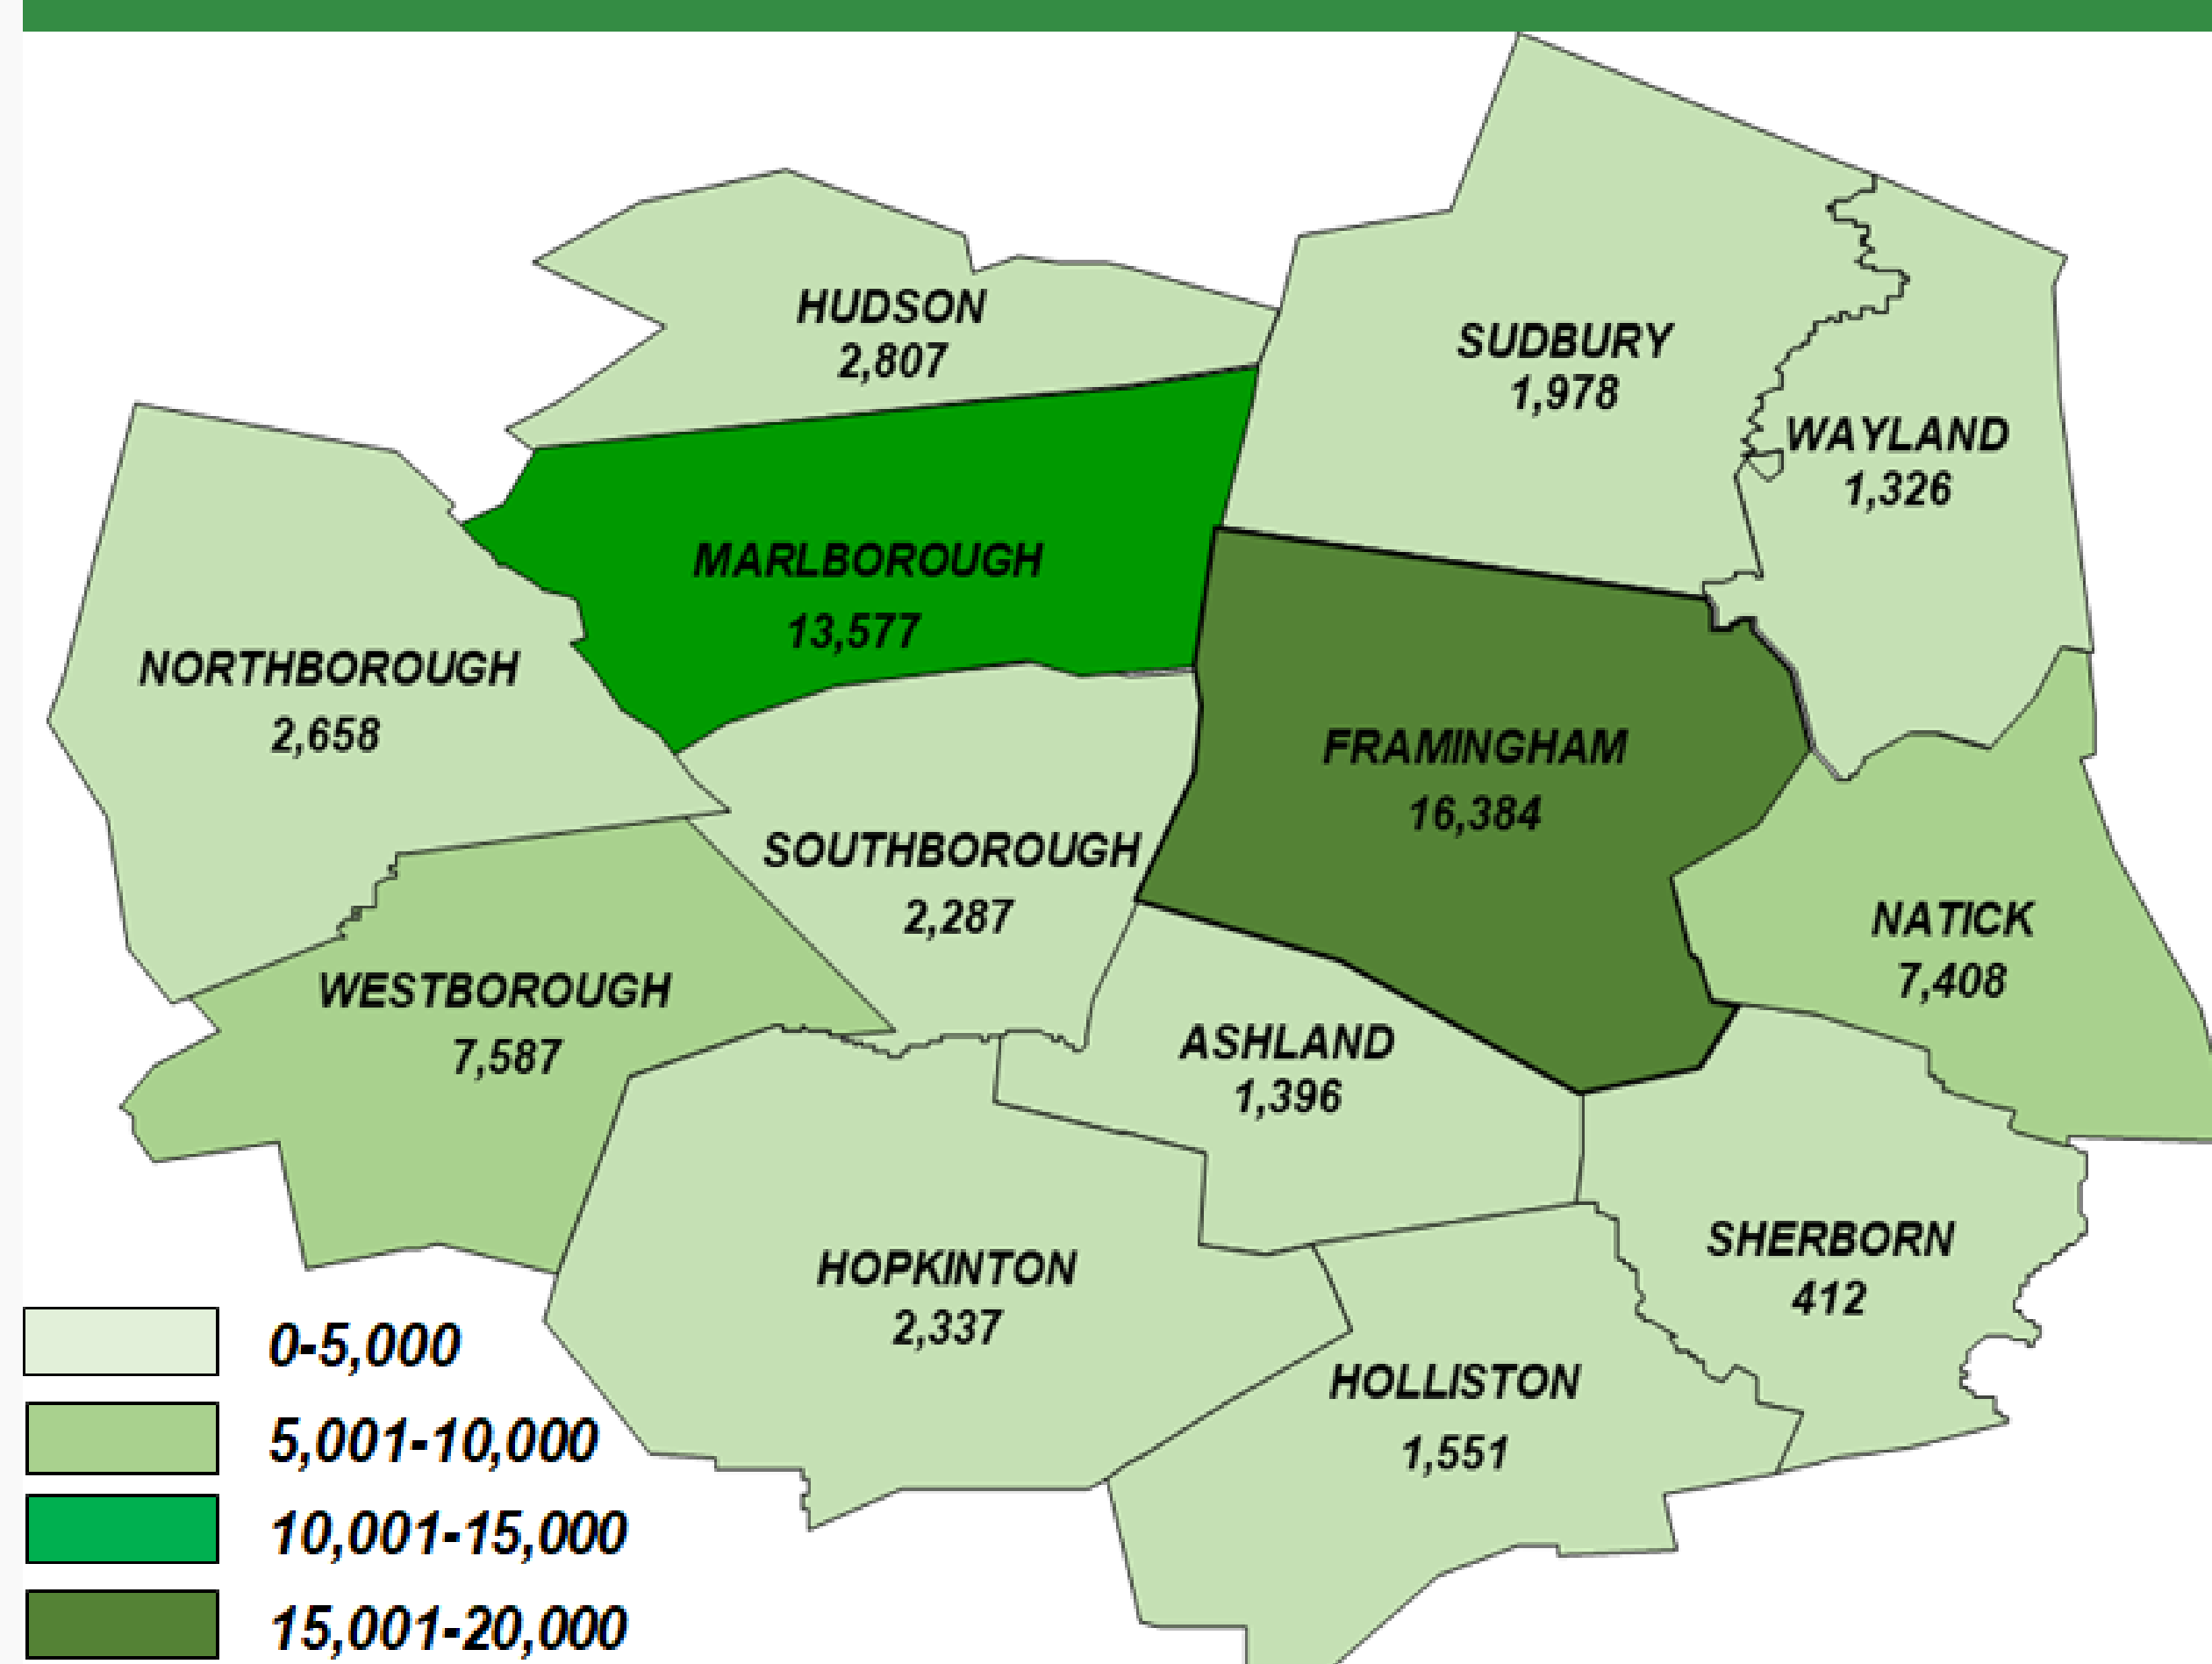 HUDSON
2,807
SUDBURY
1,978
WAYLAND
1,326
MARLBOROUGH
13,577
NORTHBOROUGH
2,658
FRAMINGHAM
16,384
SOUTHBOROUGH
2,287
NATICK
7,408
WESTBOROUGH
7,587
ASHLAND
1,396
HOPKINTON
2,337
SHERBORN
412
HOLLISTON
1,551
0-5,000
5,001-10,000
10,001-15,000
15,001-20,000